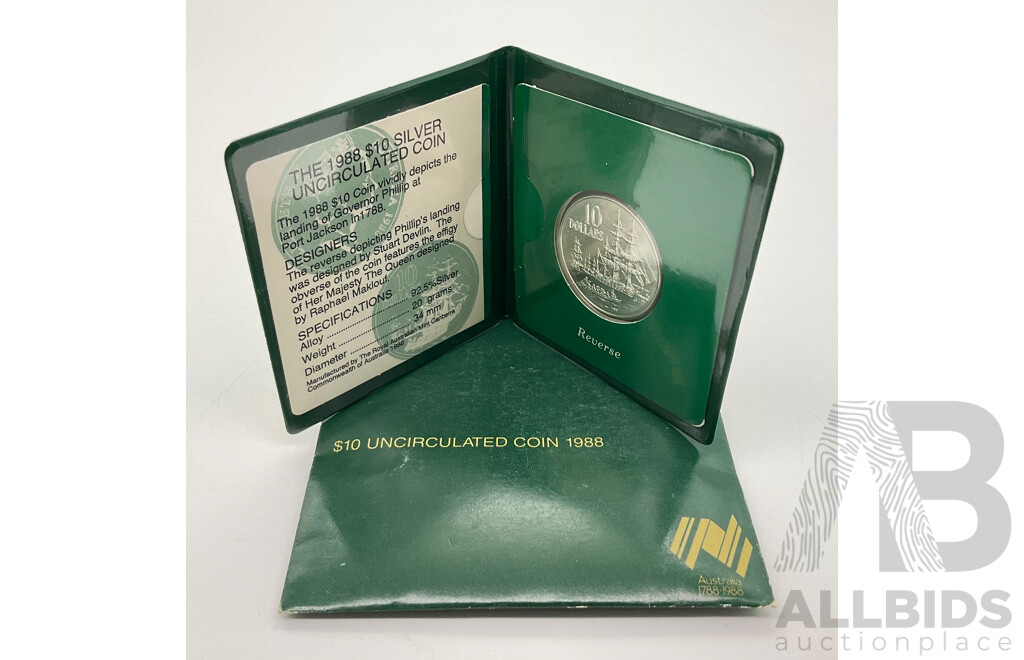 THE 1988 $10 SILVER
UNCIRCULATED COIN
The 1988 $10 Coin vividly depicts the
landing of Governor Phillip at
Port Jackson in1788.
DESIGNERS
The reverse depicting Phillip's landing
was designed by Stuart Devlin. The
obverse of the coin features the effigy
of Her Majesty The Queen designed
by Raphael Maklouf.
SPECIFICATIONS
Alloy ........................ 92.5%Silver
Weight ........................ 20 grams
Diameter ........................ 34 mm
Manufactured by The Royal Australian Mint Canberra
Commonwealth of Australia 1988
10
DOLLARS
Reverse
$10 UNCIRCULATED COIN 1988
Australia
1788-1988
AB
ALLBIDS
auctionplace